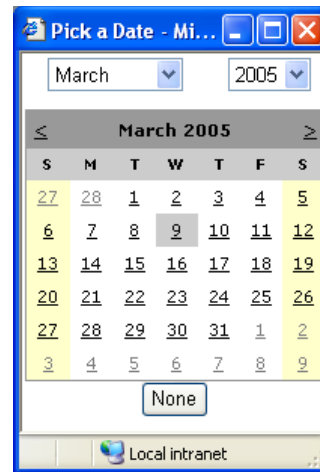 Pick a Date - Mi...
March 2005
< March 2005 >
S M T W T F S
27 28 1 2 3 4 5
6 7 8 9 10 11 12
13 14 15 16 17 18 19
20 21 22 23 24 25 26
27 28 29 30 31 1 2
3 4 5 6 7 8 9
None
Local intranet